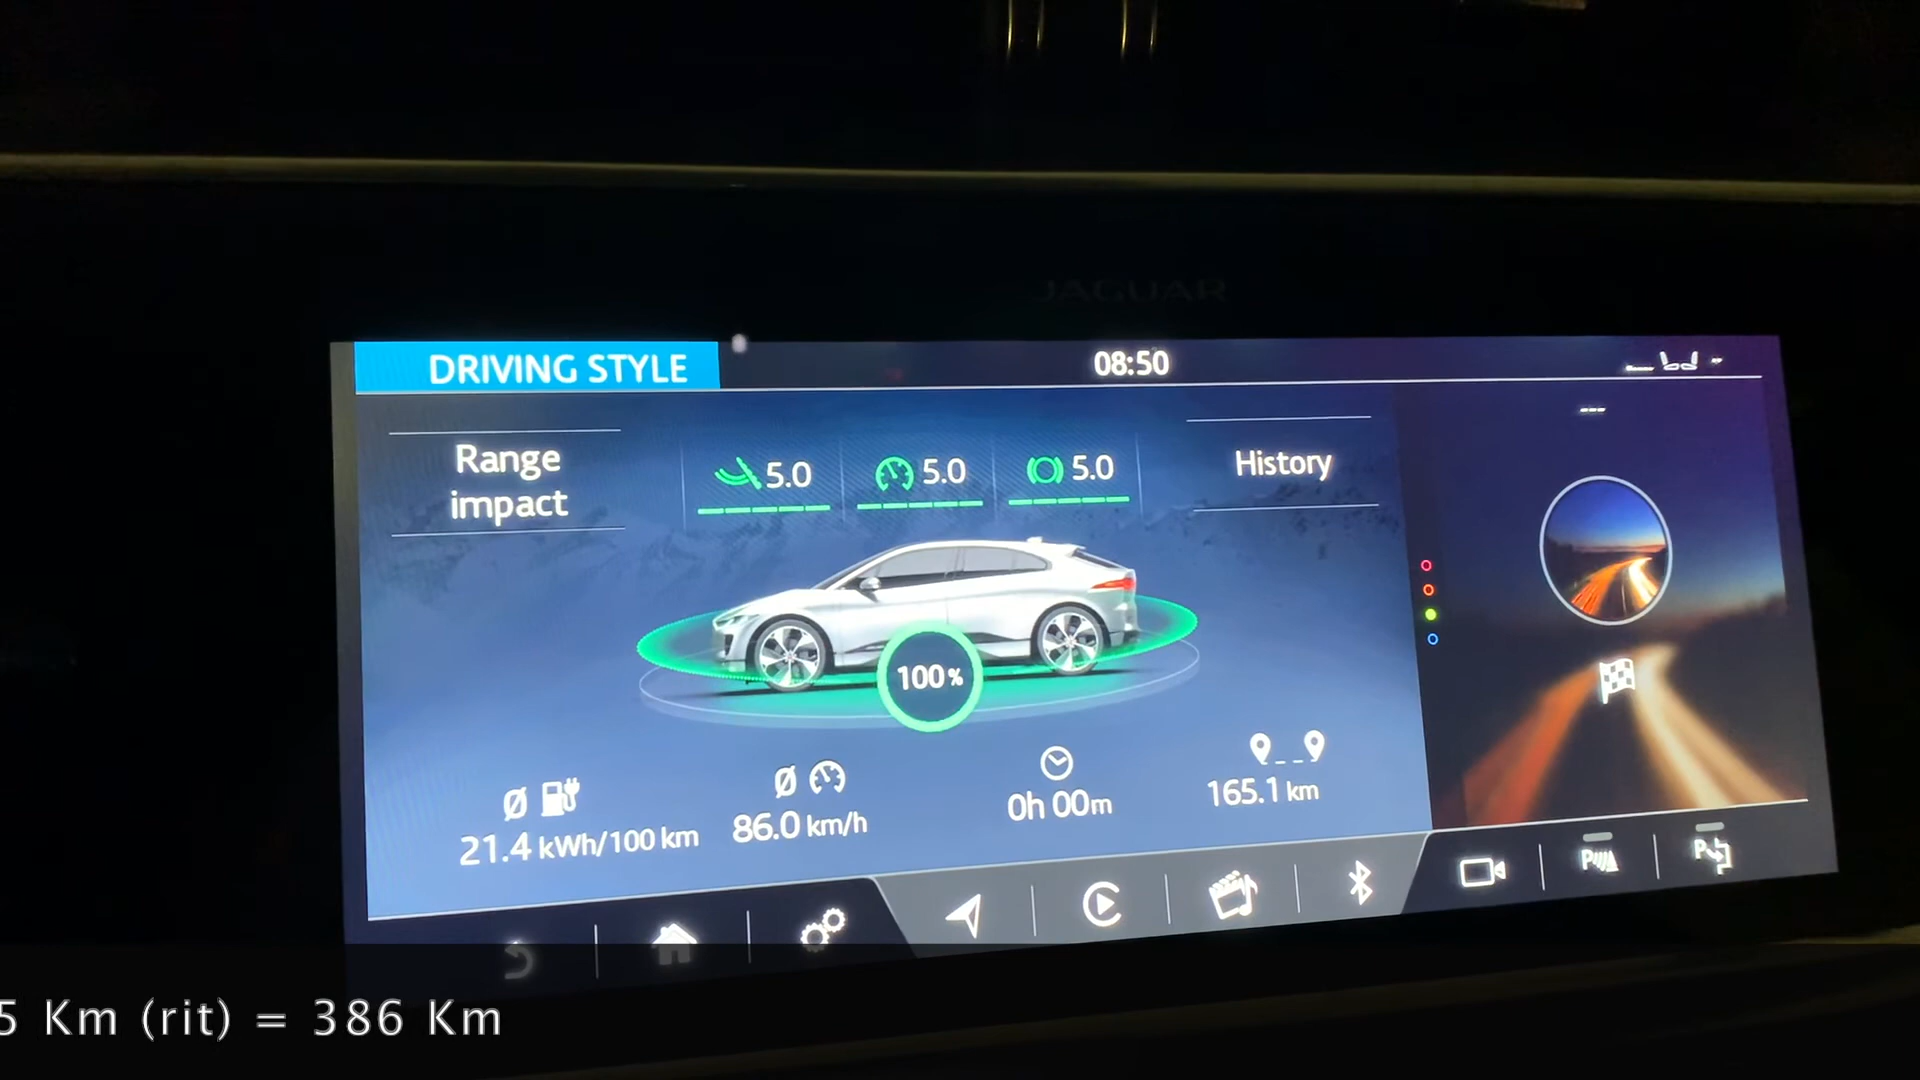 JAGUAR
DRIVING STYLE
08:50
Range
impact
5.0
5.0
5.0
History
100 %
21.4 kWh/100 km
86.0 km/h
0h 00m
165.1 km
5 Km (rit) = 386 Km